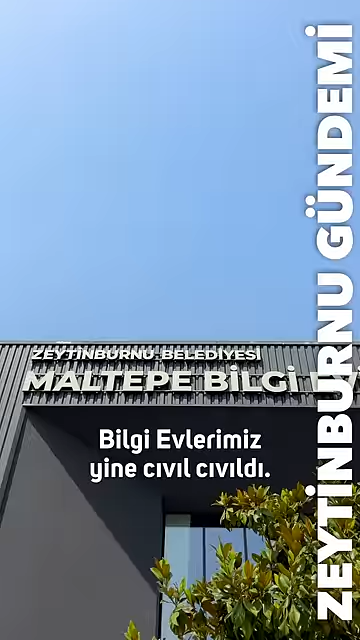 ZEYTİNBURNU GÜNDEMİ
ZEYTİNBURNU BELEDİYESİ
MALTEPE BİLGİ
Bilgi Evlerimiz
yine cıvıl cıvıldı.